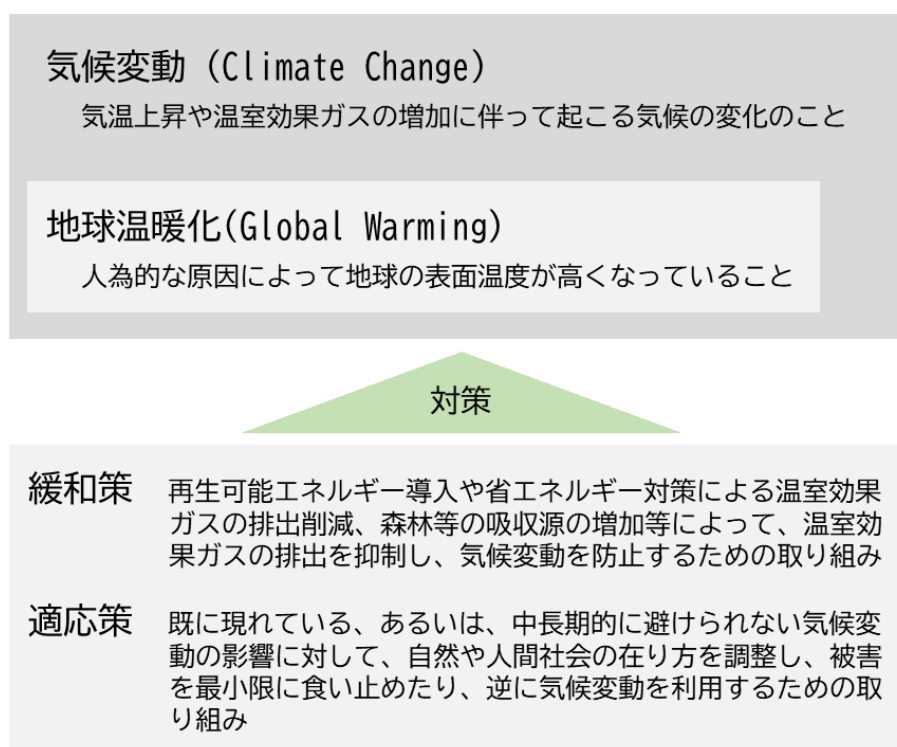 気候変動 (Climate Change)
気温上昇や温室効果ガスの増加に伴って起こる気候の変化のこと
地球温暖化(Global Warming)
人為的な原因によって地球の表面温度が高くなっていること
対策
緩和策
再生可能エネルギー導入や省エネルギー対策による温室効果
ガスの排出削減、森林等の吸収源の増加等によって、温室効
果ガスの排出を抑制し、気候変動を防止するための取り組み
適応策
既に現れている、あるいは、中長期的に避けられない気候変
動の影響に対して、自然や人間社会の在り方を調整し、被害
を最小限に食い止めたり、逆に気候変動を利用するための取
り組み